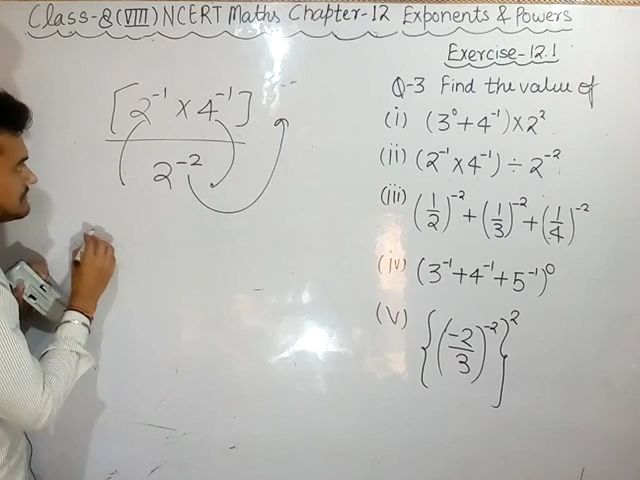 Class-8(VIII) NCERT Maths Chapter-12 Exponents & Powers
Exercise-12.1
Q-3 Find the value of
(i) (3⁰+4⁻¹)×2²
(ii) (2⁻¹×4⁻¹)÷2⁻²
(iii) (1/2)⁻²+(1/3)⁻²+(1/4)⁻²
(iv) (3⁻¹+4⁻¹+5⁻¹)⁰
(V) {(-2/3)⁻²}²
[2⁻¹×4⁻¹]
2⁻²